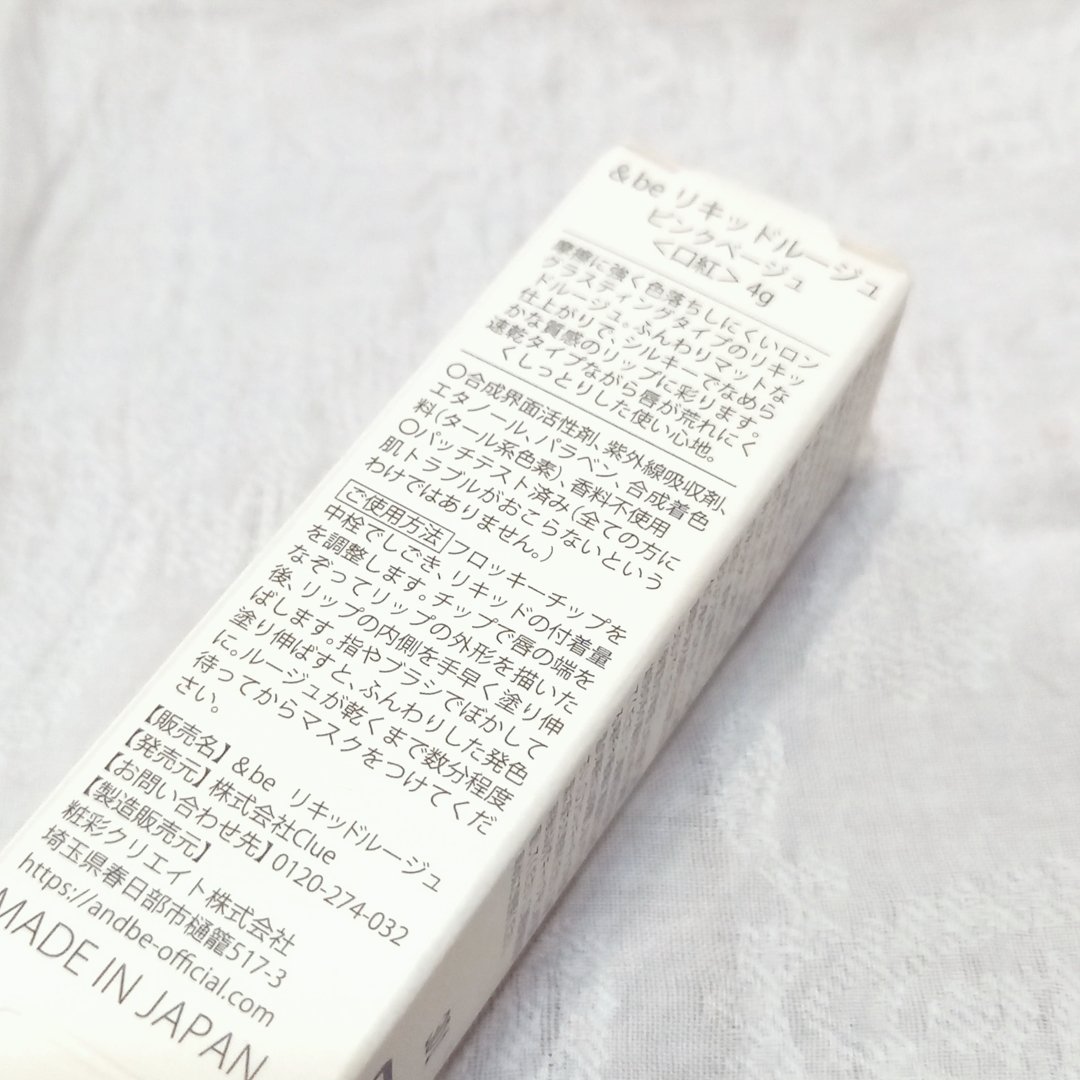 &be リキッドルージュ
ピンクベージュ
＜口紅＞ 4g
摩擦に強く色落ちしにくいロン
グラスティングタイプのリキッ
ドルージュ。ふんわりマットな
仕上がりで、シルキーでなめら
かな質感のリップに彩ります。
速乾タイプながら唇が荒れにく
くしっとりした使い心地。
〇合成界面活性剤、紫外線吸収剤、
エタノール、パラベン、合成着色
料(タール系色素)、香料不使用
〇パッチテスト済み(全ての方に
肌トラブルがおこらないという
わけではありません。)
ご使用方法 フロッキーチップを
中栓でしごき、リキッドの付着量
を調整します。チップで唇の端を
なぞってリップの外形を描いた
後、リップの内側を手早く塗り伸
ばします。指やブラシでぼかして
塗り伸ばすと、ふんわりした発色
に。ルージュが乾くまで数分程度
待ってからマスクをつけてくだ
さい。
【販売名】 &be リキッドルージュ
【発売元】 株式会社Clue
【お問い合わせ先】 0120-274-032
【製造販売元】
粧彩クリエイト株式会社
埼玉県春日部市樋籠517-3
https://andbe-official.com
MADE IN JAPAN